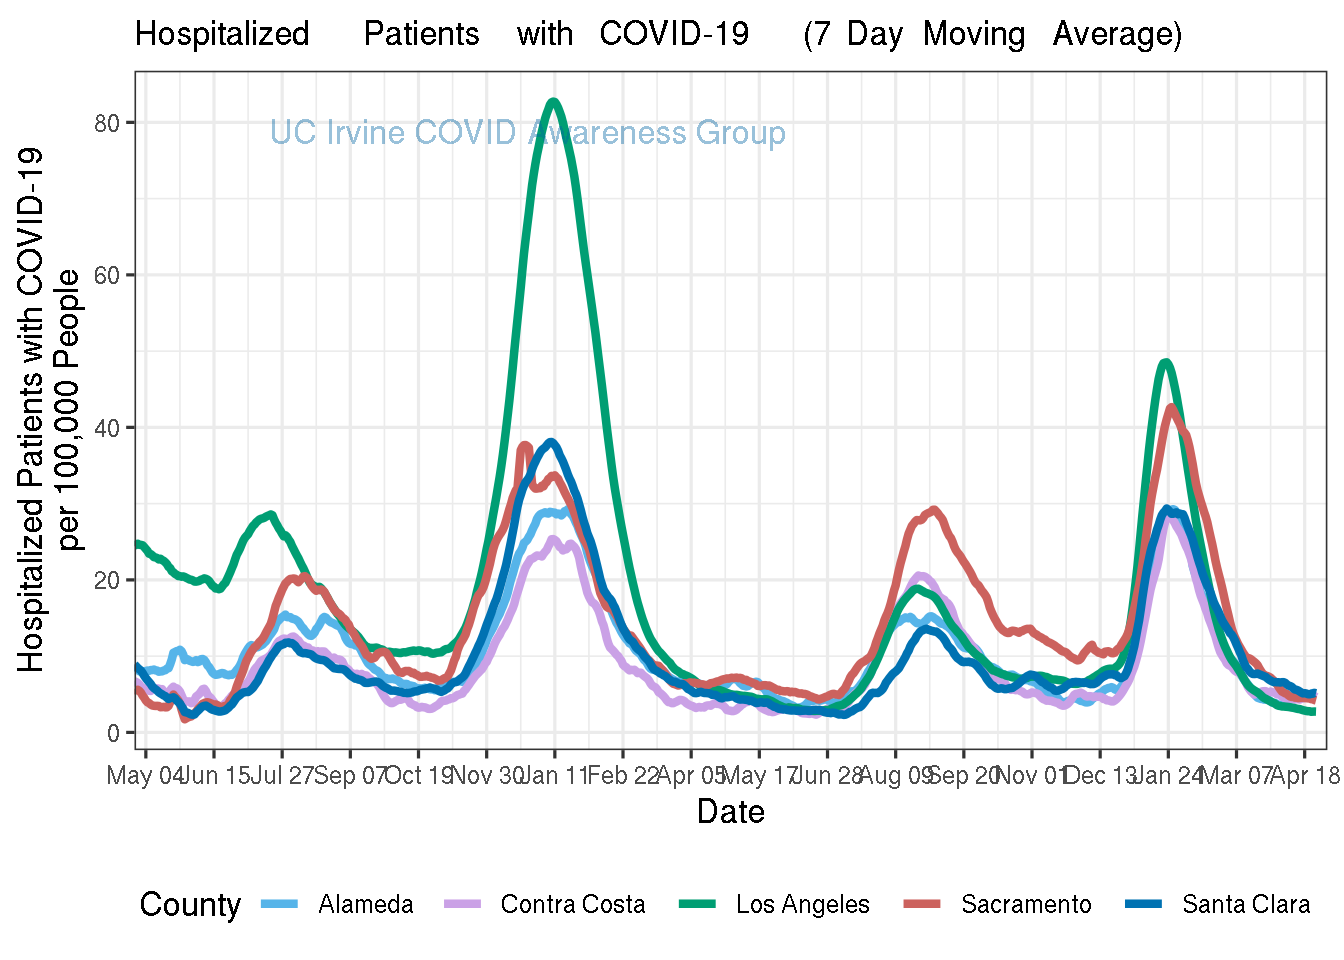 Hospitalized Patients with COVID-19 (7 Day Moving Average)
UC Irvine COVID Awareness Group
Hospitalized Patients with COVID-19
per 100,000 People
80
60
40
20
0
May 04 Jun 15 Jul 27 Sep 07 Oct 19 Nov 30 Jan 11 Feb 22 Apr 05 May 17 Jun 28 Aug 09 Sep 20 Nov 01 Dec 13 Jan 24 Mar 07 Apr 18
Date
County Alameda Contra Costa Los Angeles Sacramento Santa Clara